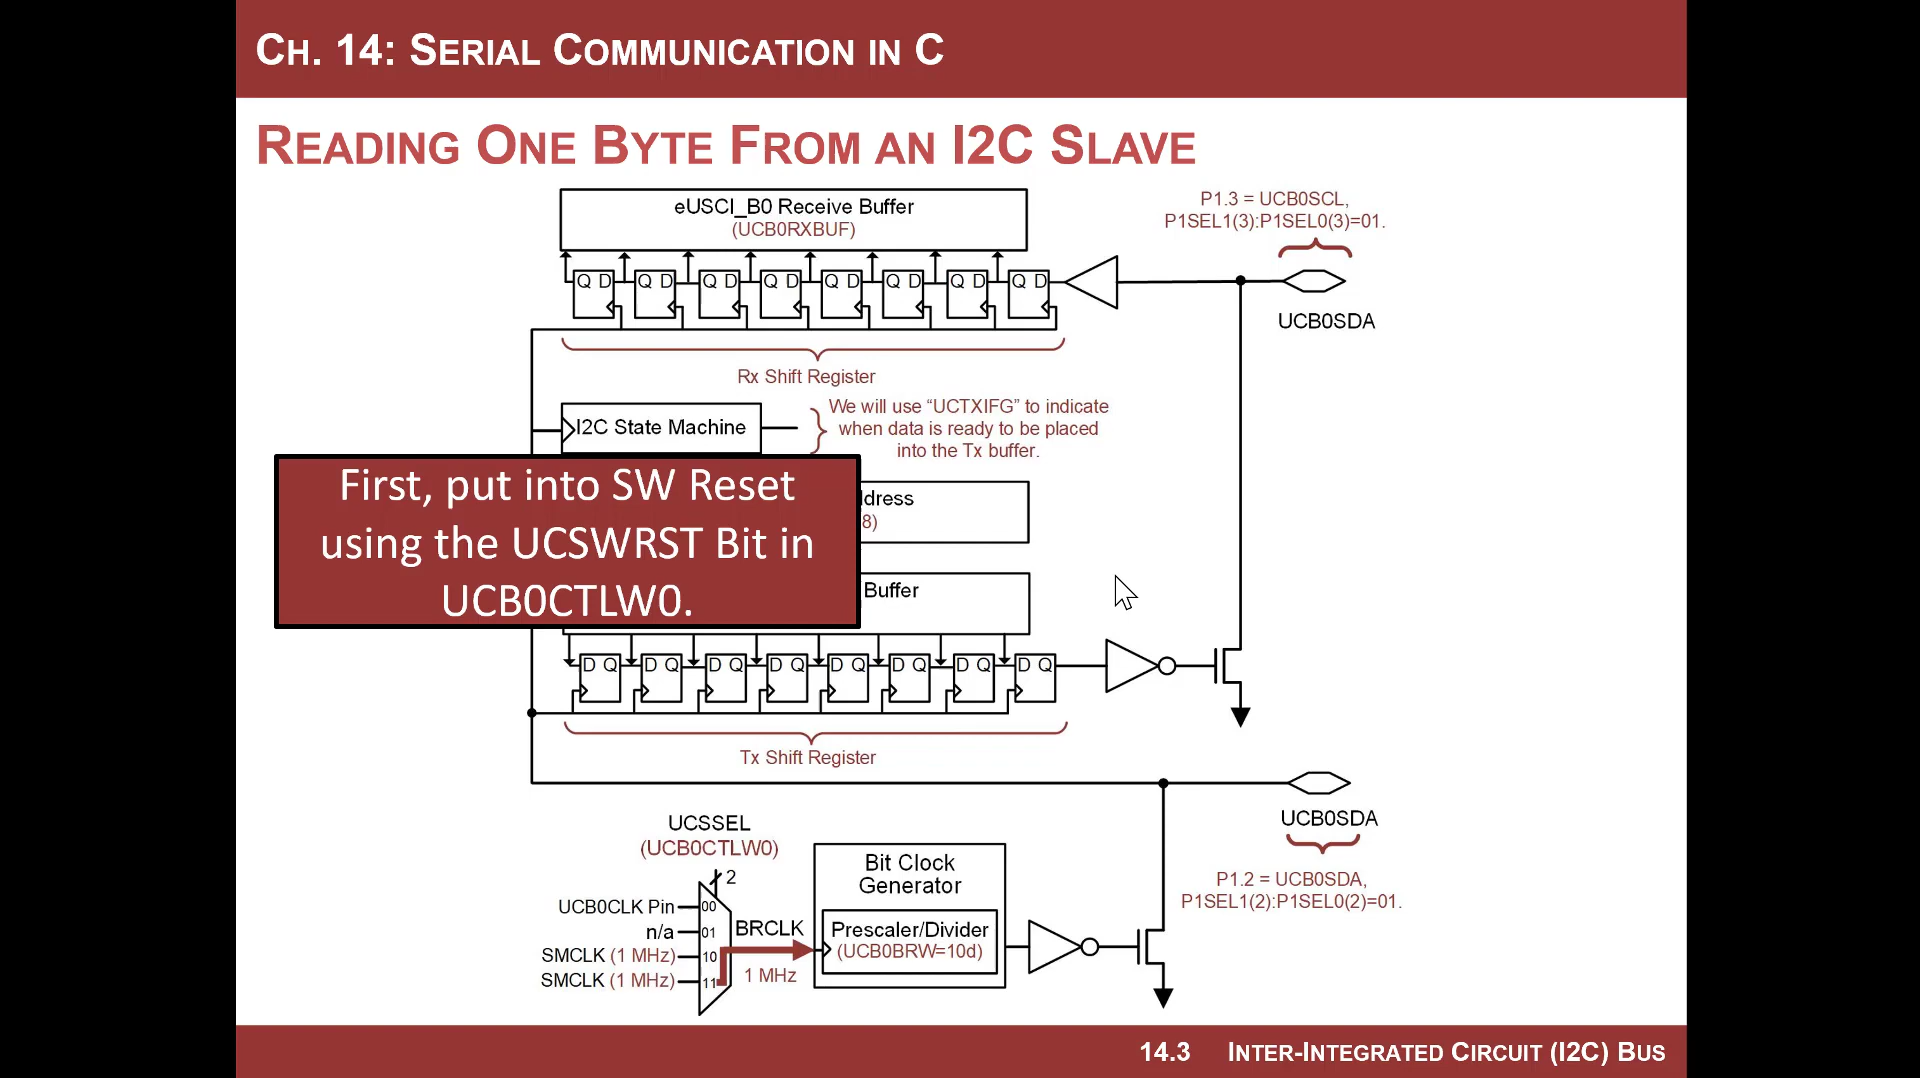 CH. 14: SERIAL COMMUNICATION IN C
READING ONE BYTE FROM AN I2C SLAVE
eUSCI_B0 Receive Buffer
(UCB0RXBUF)
P1.3 = UCB0SCL,
P1SEL1(3):P1SEL0(3)=01.
Q D Q D Q D Q D Q D Q D Q D Q D
UCB0SDA
Rx Shift Register
I2C State Machine
We will use “UCTXIFG” to indicate
when data is ready to be placed
into the Tx buffer.
First, put into SW Reset
using the UCSWRST Bit in
UCB0CTLW0.
ddress
8)
Buffer
D Q D Q D Q D Q D Q D Q D Q D Q
Tx Shift Register
UCB0SDA
P1.2 = UCB0SDA,
P1SEL1(2):P1SEL0(2)=01.
UCSSEL
(UCB0CTLW0)
2
UCB0CLK Pin 00
n/a 01
SMCLK (1 MHz) 10
SMCLK (1 MHz) 11
BRCLK
1 MHz
Bit Clock
Generator
Prescaler/Divider
(UCB0BRW=10d)
14.3 INTER-INTEGRATED CIRCUIT (I2C) BUS